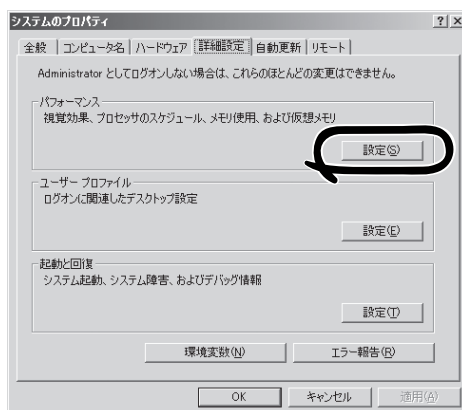 システムのプロパティ ? ×
全般 コンピュータ名 ハードウェア 詳細設定 自動更新 リモート
Administrator としてログオンしない場合は、これらのほとんどの変更はできません。
パフォーマンス
視覚効果、プロセッサのスケジュール、メモリ使用、および仮想メモリ
設定(S)
ユーザー プロファイル
ログオンに関連したデスクトップ設定
設定(E)
起動と回復
システム起動、システム障害、およびデバッグ情報
設定(T)
環境変数(N) エラー報告(R)
OK キャンセル 適用(A)